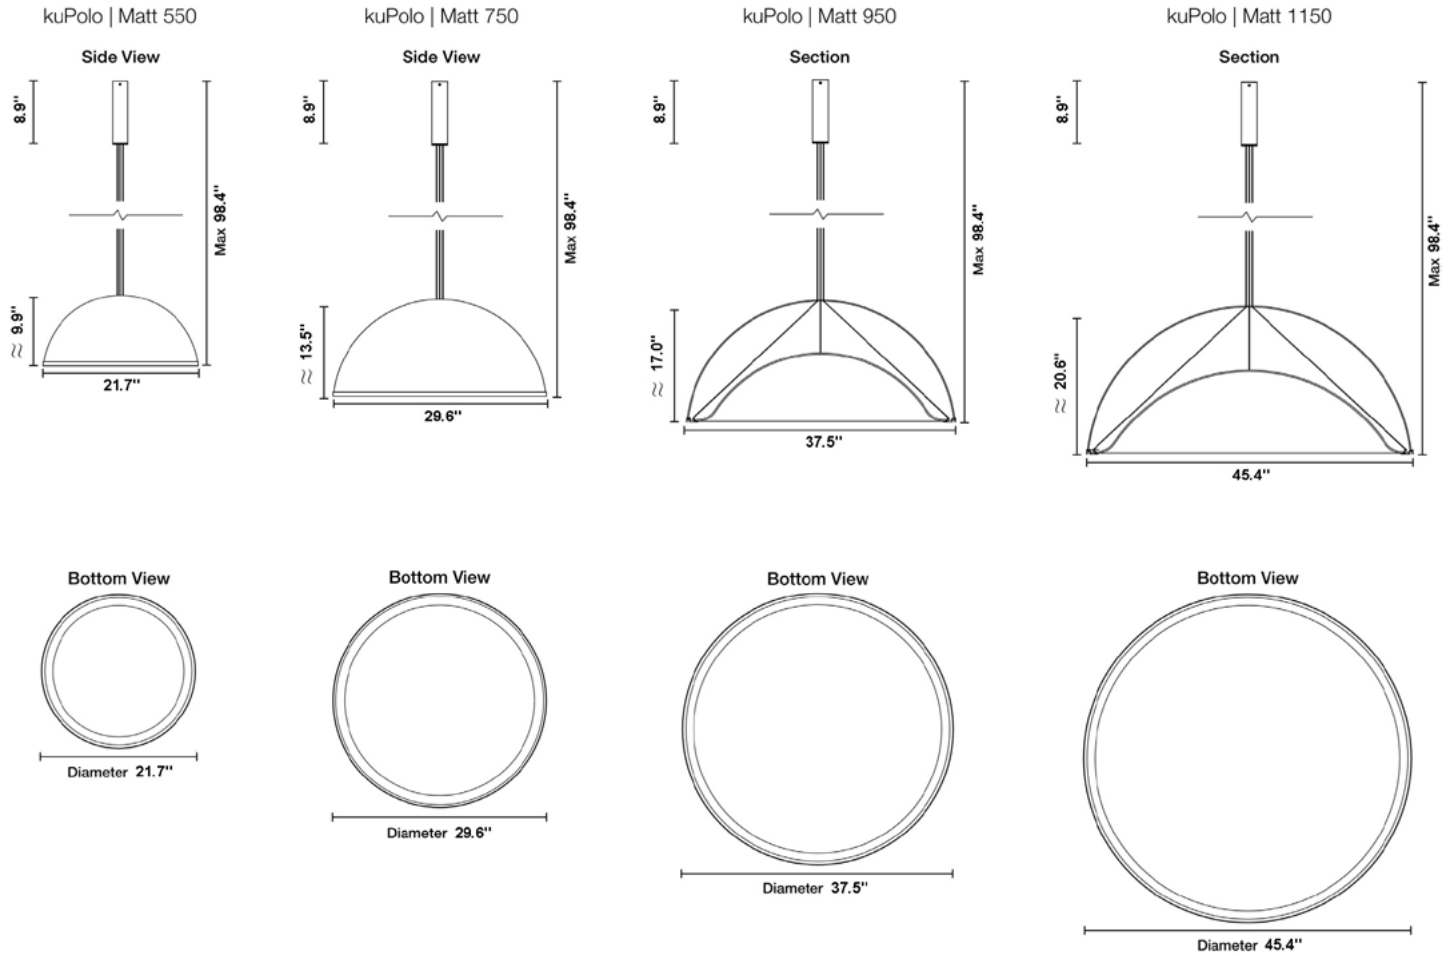 kuPolo | Matt 550
Side View
8.9"
Max 98.4"
≈ 9.9"
21.7"
Bottom View
Diameter 21.7"
kuPolo | Matt 750
Side View
8.9"
Max 98.4"
≈ 13.5"
29.6"
Bottom View
Diameter 29.6"
kuPolo | Matt 950
Section
8.9"
Max 98.4"
≈ 17.0"
37.5"
Bottom View
Diameter 37.5"
kuPolo | Matt 1150
Section
8.9"
Max 98.4"
≈ 20.6"
45.4"
Bottom View
Diameter 45.4"